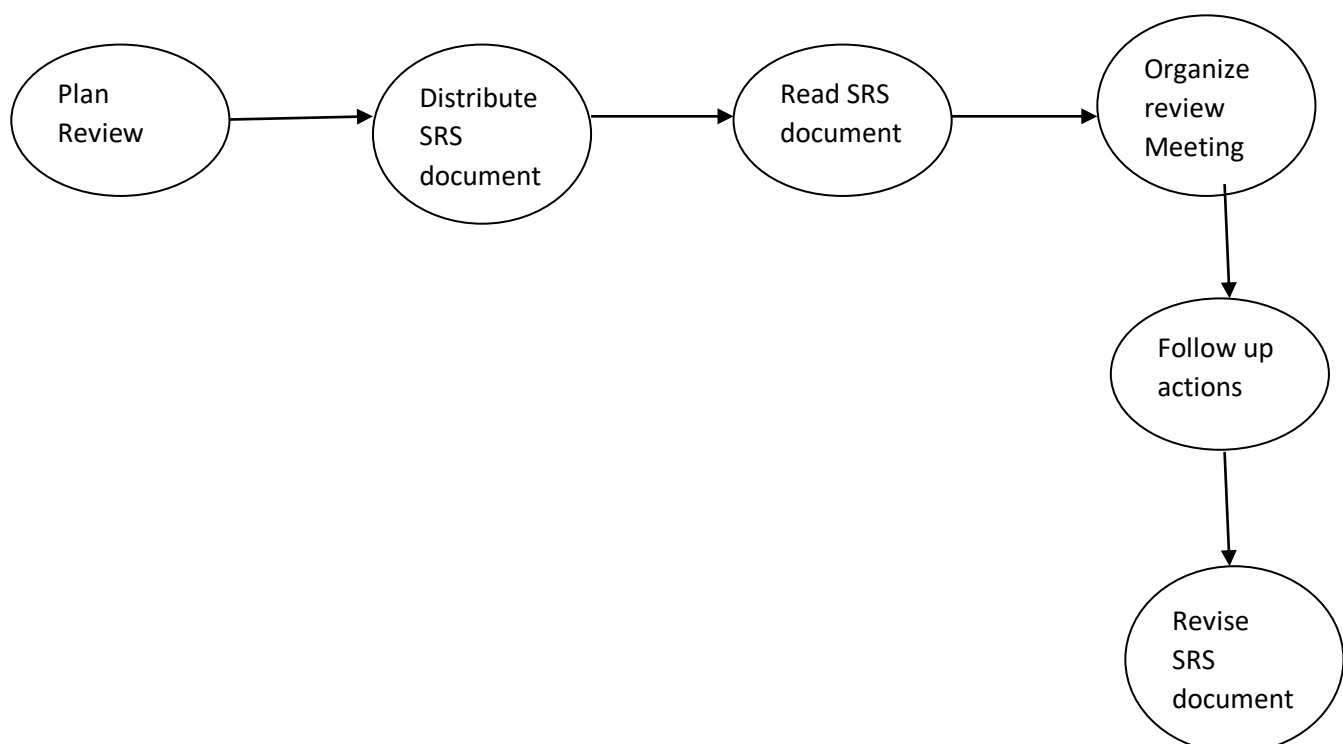 Plan
Review
Distribute
SRS
document
Read SRS
document
Organize
review
Meeting
Follow up
actions
Revise
SRS
document